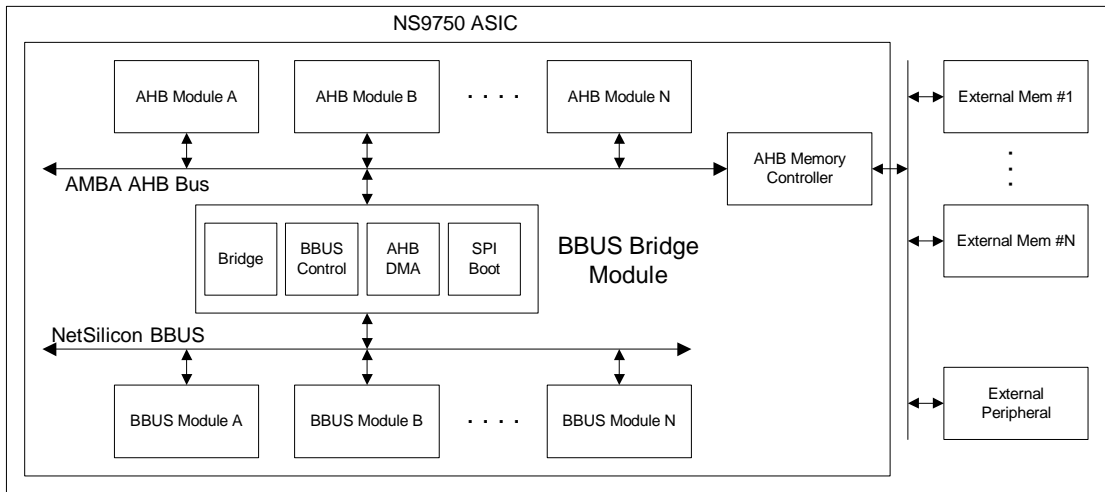 NS9750 ASIC
AHB Module A
AHB Module B
. . . .
AHB Module N
External Mem #1
AMBA AHB Bus
AHB Memory
Controller
Bridge
BBUS
Control
AHB
DMA
SPI
Boot
BBUS Bridge
Module
External Mem #N
NetSilicon BBUS
BBUS Module A
BBUS Module B
. . . .
BBUS Module N
External
Peripheral